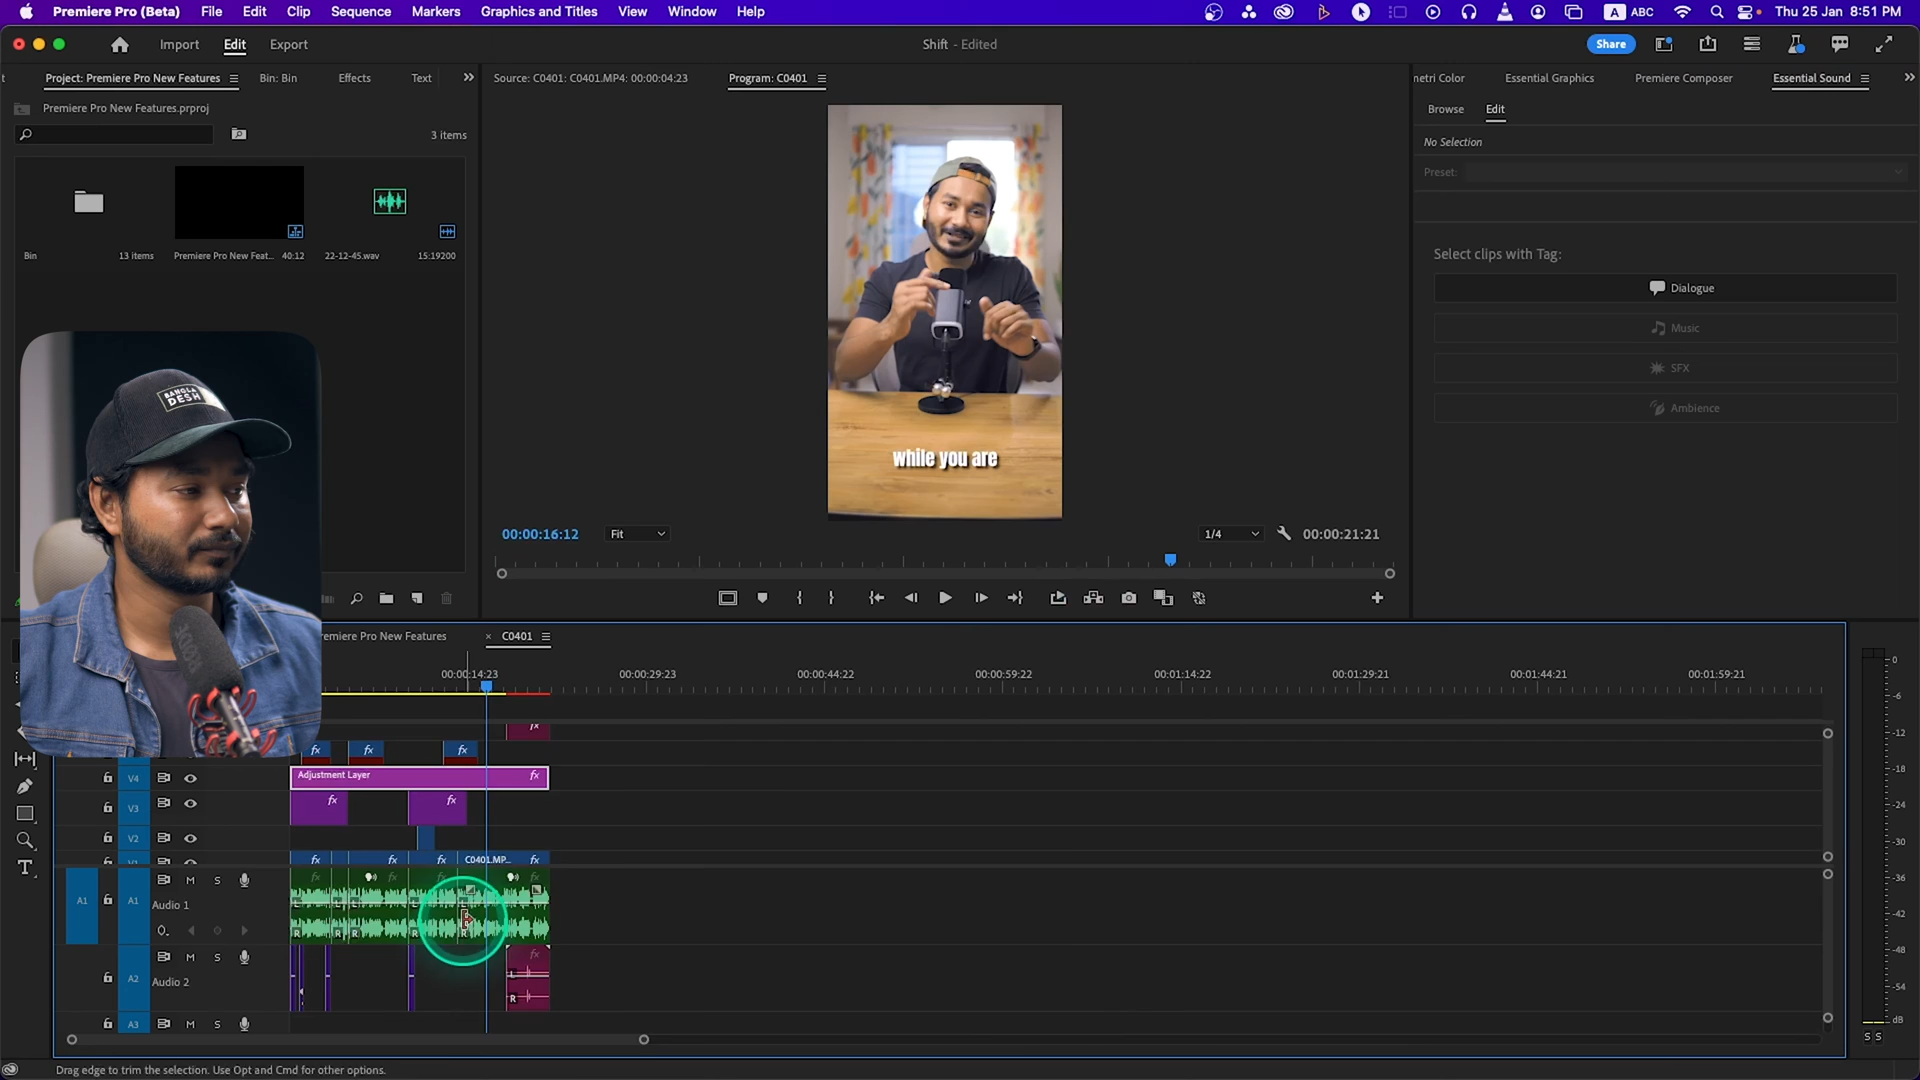 Premiere Pro (Beta) File Edit Clip Sequence Markers Graphics and Titles View Window Help A ABC Thu 25 Jan 8:51 PM
Import Edit Export Shift - Edited Share
Project: Premiere Pro New Features Bin: Bin Effects Text Source: C0401: C0401.MP4: 00:00:04:23 Program: C0401 metri Color Essential Graphics Premiere Composer Essential Sound
Premiere Pro New Features.prproj Browse Edit
3 items No Selection
Preset:
Bin 13 items Premiere Pro New Feat... 40:12 22-12-45.wav 15:19200
Select clips with Tag:
Dialogue
Music
SFX
Ambience
BANGLA
DESH
while you are
00:00:16:12 Fit 1/4 00:00:21:21
remiere Pro New Features × C0401
00:00:14:23 00:00:29:23 00:00:44:22 00:00:59:22 00:01:14:22 00:01:29:21 00:01:44:21 00:01:59:21
fx
fx fx fx
V4 Adjustment Layer fx
V3 fx fx
V2
V1 fx fx fx C0401.MP... fx
A1 A1 M S fx fx
Audio 1 L L L L L
R R R R R
A2 M S fx
Audio 2 L
R
A3 M S
0
-6
-12
-18
-24
-30
-36
-42
-48
-54
dB
S S
Drag edge to trim the selection. Use Opt and Cmd for other options.